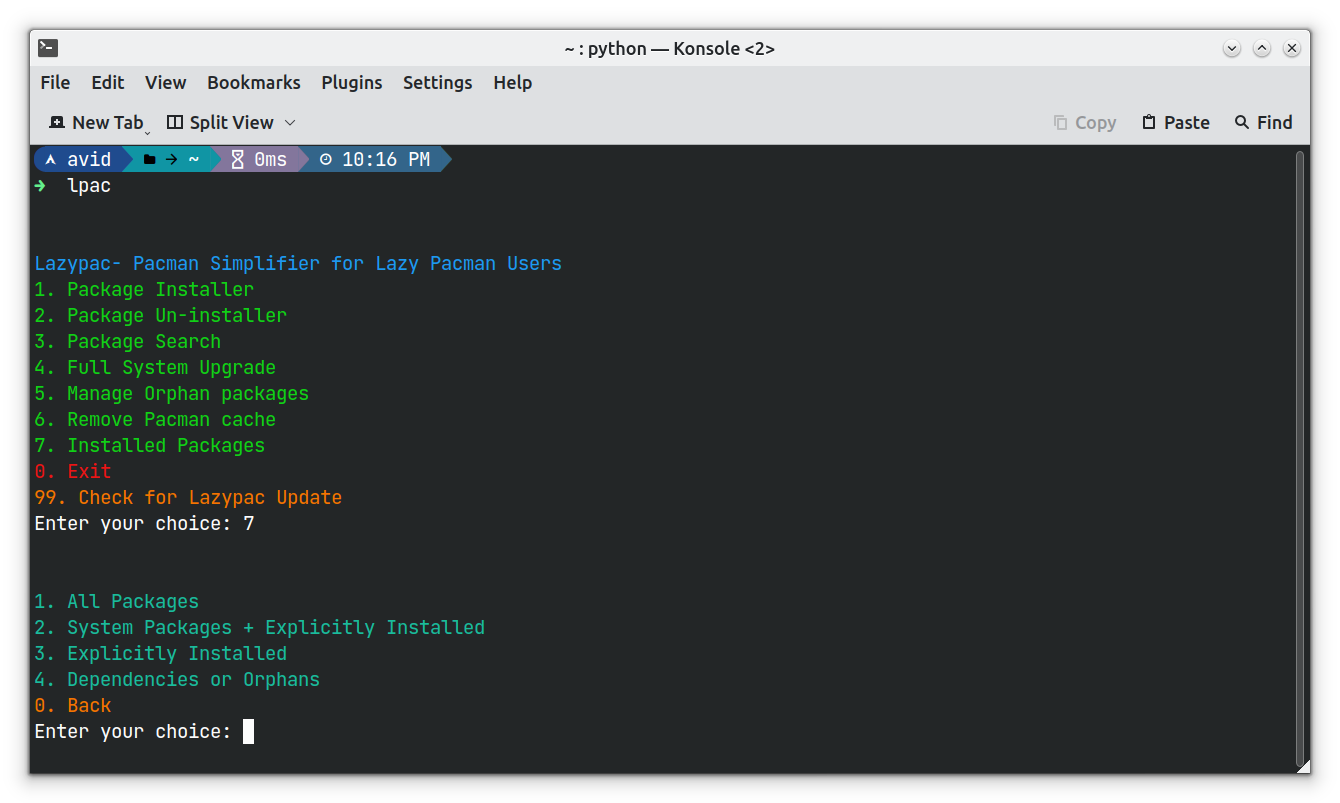 ~ : python — Konsole <2>
File Edit View Bookmarks Plugins Settings Help
New Tab Split View Copy Paste Find
avid → ~ 0ms 10:16 PM
→ lpac
Lazypac- Pacman Simplifier for Lazy Pacman Users
1. Package Installer
2. Package Un-installer
3. Package Search
4. Full System Upgrade
5. Manage Orphan packages
6. Remove Pacman cache
7. Installed Packages
0. Exit
99. Check for Lazypac Update
Enter your choice: 7
1. All Packages
2. System Packages + Explicitly Installed
3. Explicitly Installed
4. Dependencies or Orphans
0. Back
Enter your choice: